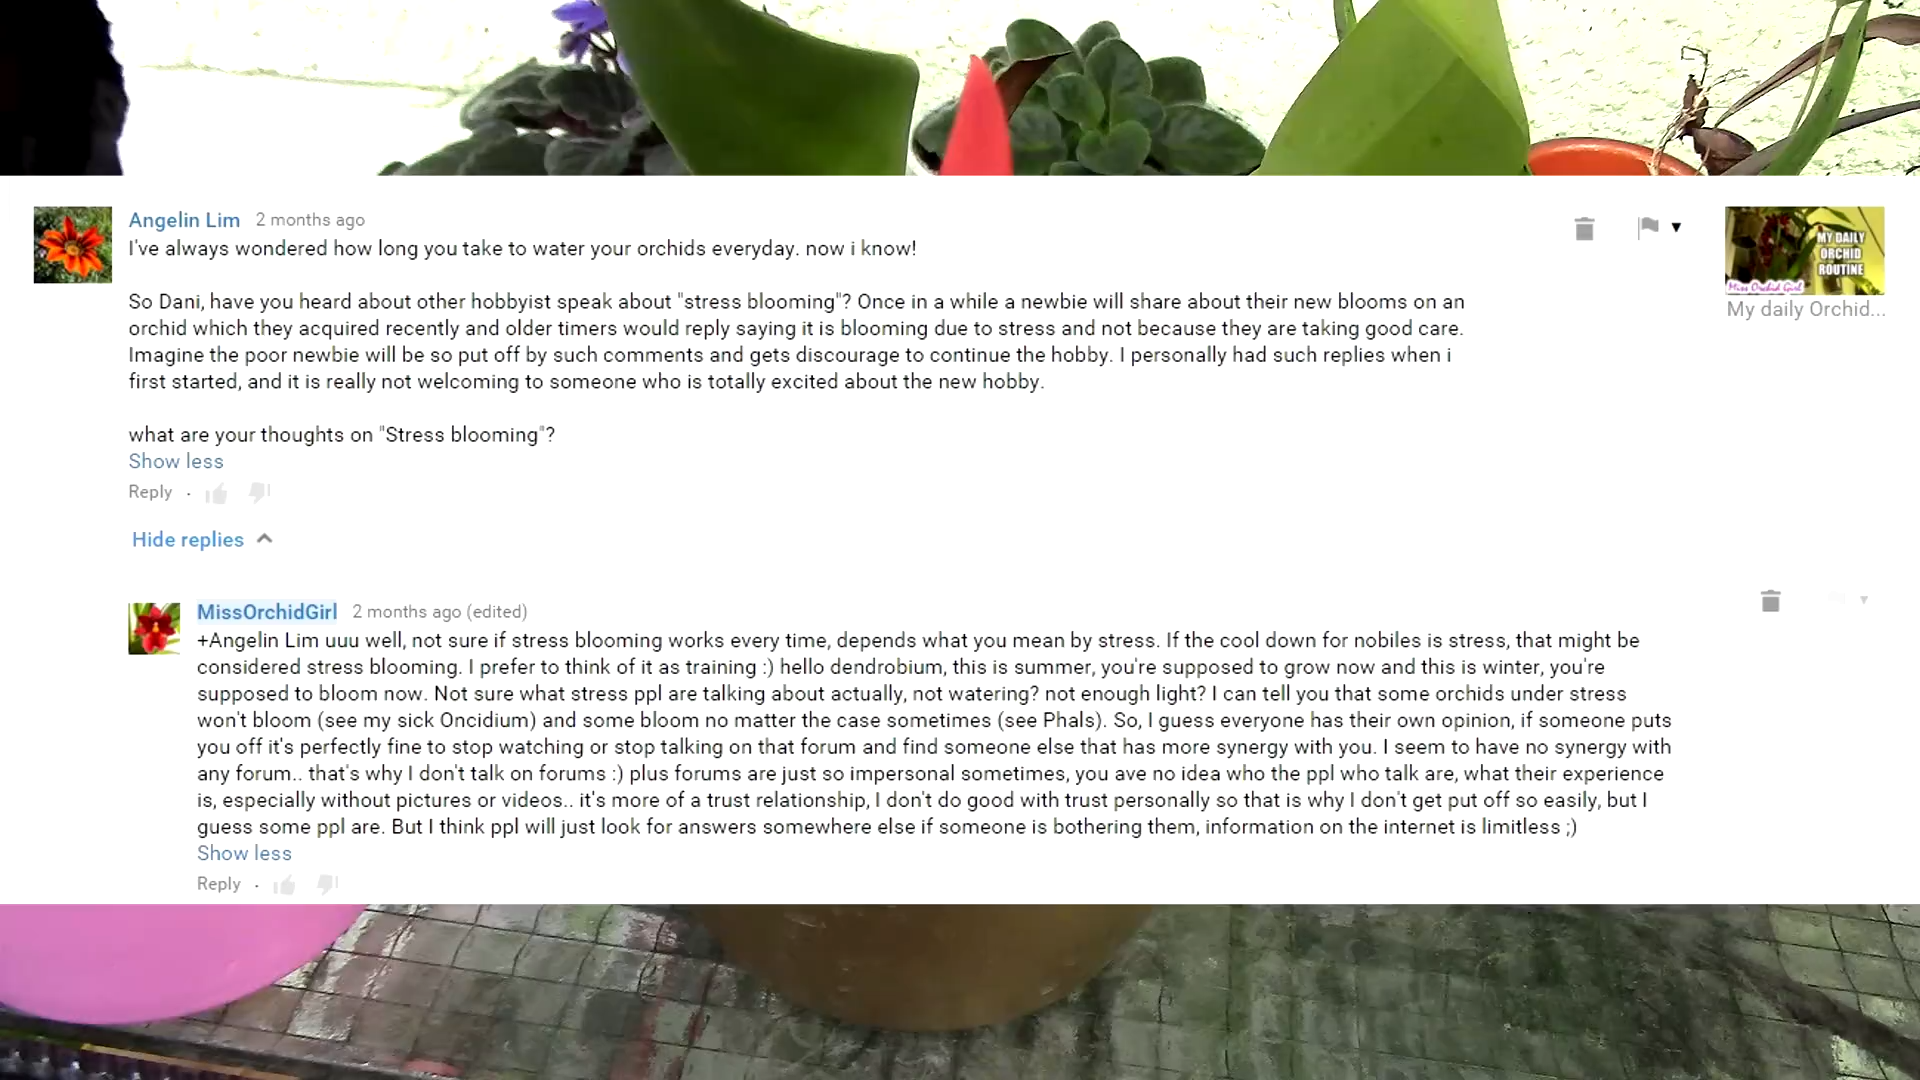 Angelin Lim 2 months ago
I've always wondered how long you take to water your orchids everyday. now i know!
So Dani, have you heard about other hobbyist speak about "stress blooming"? Once in a while a newbie will share about their new blooms on an
orchid which they acquired recently and older timers would reply saying it is blooming due to stress and not because they are taking good care.
Imagine the poor newbie will be so put off by such comments and gets discourage to continue the hobby. I personally had such replies when i
first started, and it is really not welcoming to someone who is totally excited about the new hobby.
what are your thoughts on "Stress blooming"?
Show less
Reply ·
MY DAILY
ORCHID
ROUTINE
Miss Orchid Girl
My daily Orchid...
Hide replies
MissOrchidGirl 2 months ago (edited)
+Angelin Lim uuu well, not sure if stress blooming works every time, depends what you mean by stress. If the cool down for nobiles is stress, that might be
considered stress blooming. I prefer to think of it as training :) hello dendrobium, this is summer, you're supposed to grow now and this is winter, you're
supposed to bloom now. Not sure what stress ppl are talking about actually, not watering? not enough light? I can tell you that some orchids under stress
won't bloom (see my sick Oncidium) and some bloom no matter the case sometimes (see Phals). So, I guess everyone has their own opinion, if someone puts
you off it's perfectly fine to stop watching or stop talking on that forum and find someone else that has more synergy with you. I seem to have no synergy with
any forum.. that's why I don't talk on forums :) plus forums are just so impersonal sometimes, you ave no idea who the ppl who talk are, what their experience
is, especially without pictures or videos.. it's more of a trust relationship, I don't do good with trust personally so that is why I don't get put off so easily, but I
guess some ppl are. But I think ppl will just look for answers somewhere else if someone is bothering them, information on the internet is limitless ;)
Show less
Reply ·